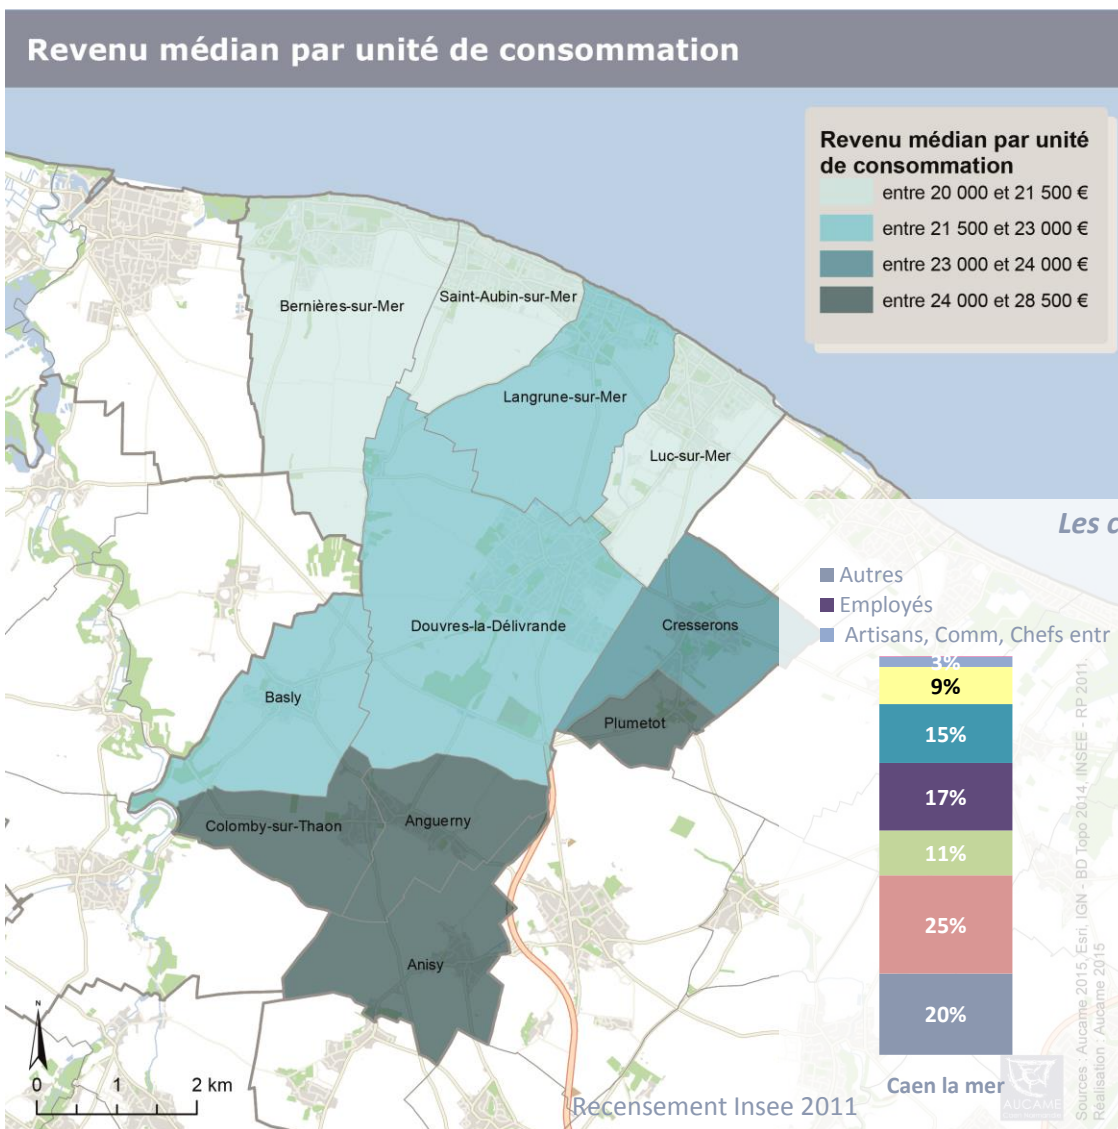 Revenu médian par unité de consommation
Revenu médian par unité
de consommation
entre 20 000 et 21 500 €
entre 21 500 et 23 000 €
entre 23 000 et 24 000 €
entre 24 000 et 28 500 €
Bernières-sur-Mer
Saint-Aubin-sur-Mer
Langrune-sur-Mer
Luc-sur-Mer
Les c
Autres
Employés
Artisans, Comm, Chefs entr
Douvres-la-Délivrande
Cresserons
Basly
Plumetot
Colomby-sur-Thaon
Anguerny
Anisy
3%
9%
15%
17%
11%
25%
20%
Caen la mer
N
0 1 2 km
Recensement Insee 2011
AUCAME
Sources : Aucame 2015, Esri, IGN - BD Topo 2014, INSEE - RP 2011.
Réalisation : Aucame 2015